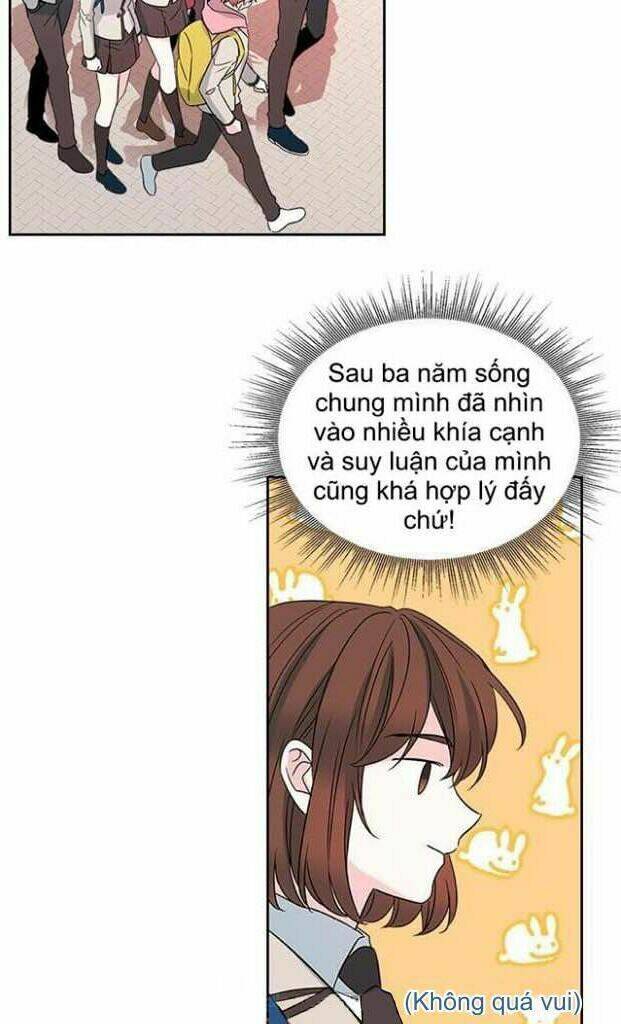 Sau ba năm sống
chung mình đã nhìn
vào nhiều khía cạnh
và suy luận của mình
cũng khá hợp lý đấy
chứ!
(Không quá vui)